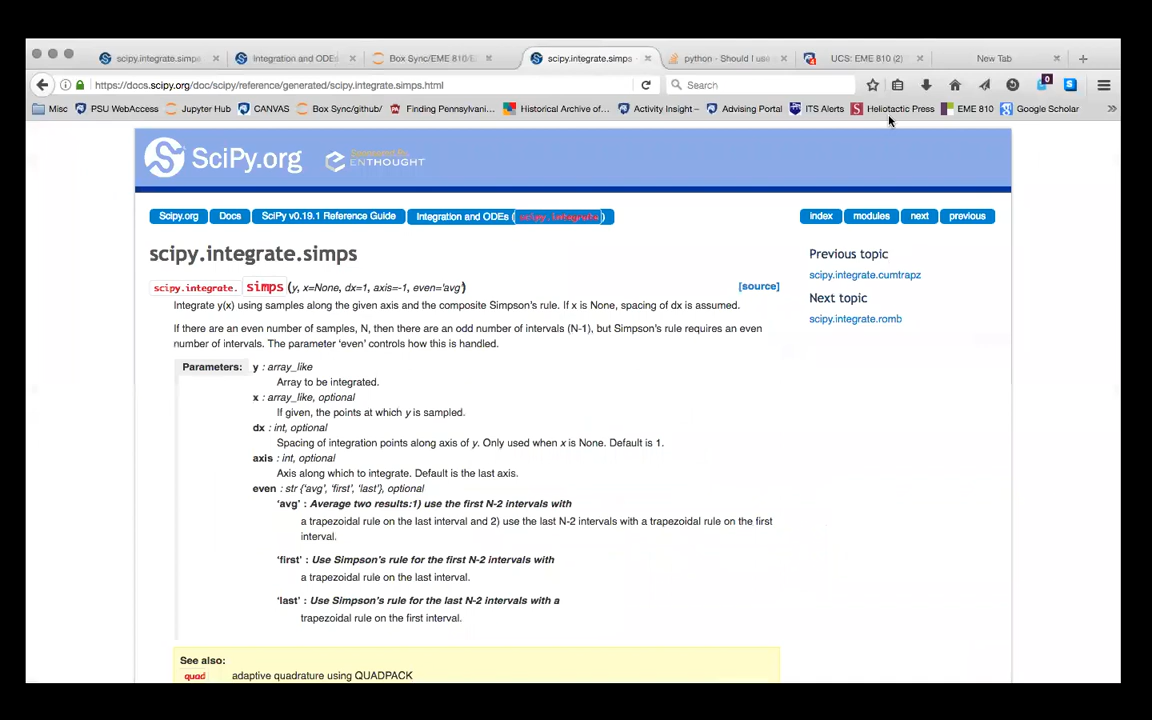 scipy.integrate.simps
Integration and ODEs
Box Sync/EME 810/E
scipy.integrate.simps
python - Should I use
UCS: EME 810 (2)
New Tab
https://docs.scipy.org/doc/scipy/reference/generated/scipy.integrate.simps.html
Search
0
Misc
PSU WebAccess
Jupyter Hub
CANVAS
Box Sync/github/
Finding Pennsylvani...
Historical Archive of...
Activity Insight–
Advising Portal
ITS Alerts
Heliotactic Press
EME 810
Google Scholar
SciPy.org
Sponsored By
ENTHOUGHT
Scipy.org
Docs
SciPy v0.19.1 Reference Guide
Integration and ODEs (scipy.integrate)
index
modules
next
previous
scipy.integrate.simps
scipy.integrate. simps(y, x=None, dx=1, axis=-1, even='avg')
[source]
Integrate y(x) using samples along the given axis and the composite Simpson's rule. If x is None, spacing of dx is assumed.
If there are an even number of samples, N, then there are an odd number of intervals (N-1), but Simpson's rule requires an even
number of intervals. The parameter 'even' controls how this is handled.
Parameters: y : array_like
Array to be integrated.
x : array_like, optional
If given, the points at which y is sampled.
dx : int, optional
Spacing of integration points along axis of y. Only used when x is None. Default is 1.
axis : int, optional
Axis along which to integrate. Default is the last axis.
even : str {'avg', 'first', 'last'}, optional
'avg' : Average two results:1) use the first N-2 intervals with
a trapezoidal rule on the last interval and 2) use the last N-2 intervals with a trapezoidal rule on the first
interval.
'first' : Use Simpson's rule for the first N-2 intervals with
a trapezoidal rule on the last interval.
'last' : Use Simpson's rule for the last N-2 intervals with a
trapezoidal rule on the first interval.
See also:
quad adaptive quadrature using QUADPACK
Previous topic
scipy.integrate.cumtrapz
Next topic
scipy.integrate.romb